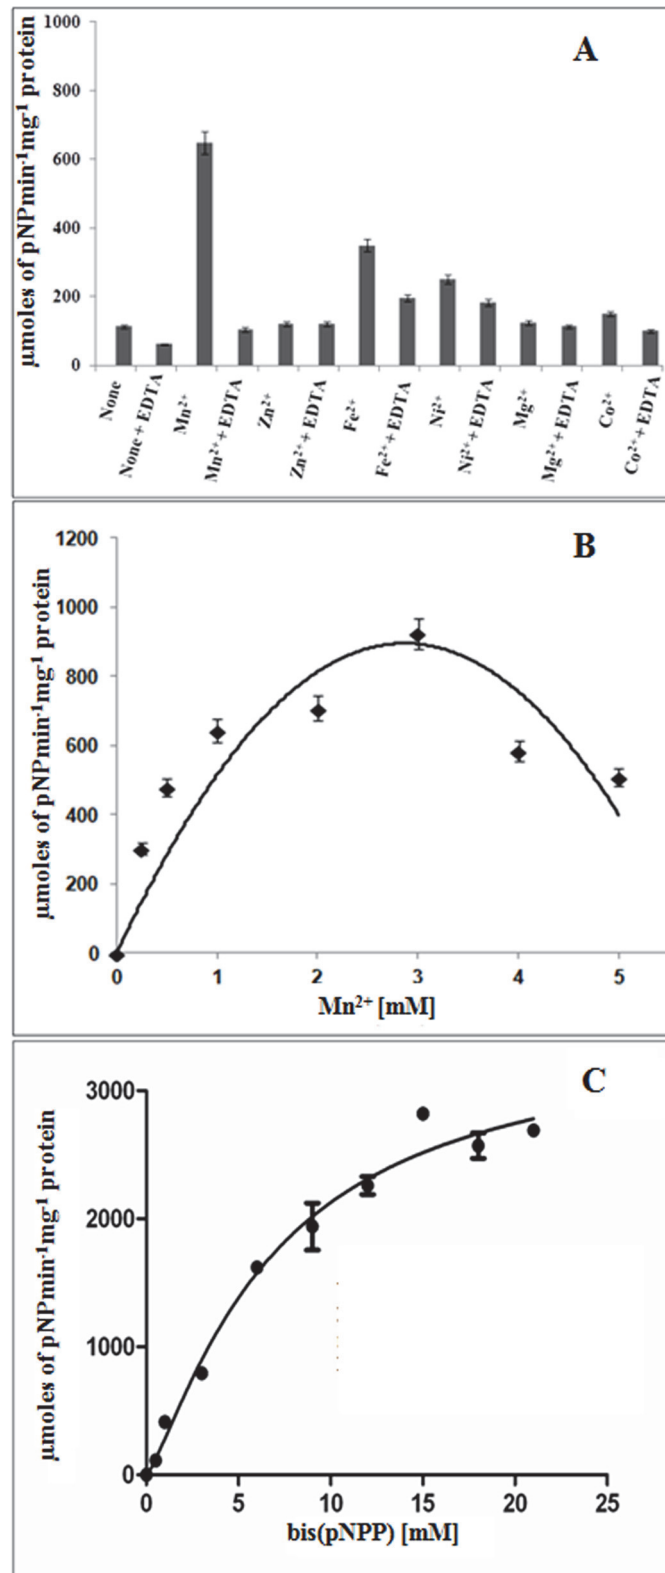 A
µmoles of pNPmin-1mg-1 protein
1000
800
600
400
200
0
None
None + EDTA
Mn2+
Mn2+ + EDTA
Zn2+
Zn2+ + EDTA
Fe2+
Fe2+ + EDTA
Ni2+
Ni2+ + EDTA
Mg2+
Mg2+ + EDTA
Co2+
Co2+ + EDTA
B
µmoles of pNPmin-1mg-1 protein
1200
1000
800
600
400
200
0
0 1 2 3 4 5
Mn2+ [mM]
C
µmoles of pNPmin-1mg-1 protein
3000
2000
1000
0
0 5 10 15 20 25
bis(pNPP) [mM]